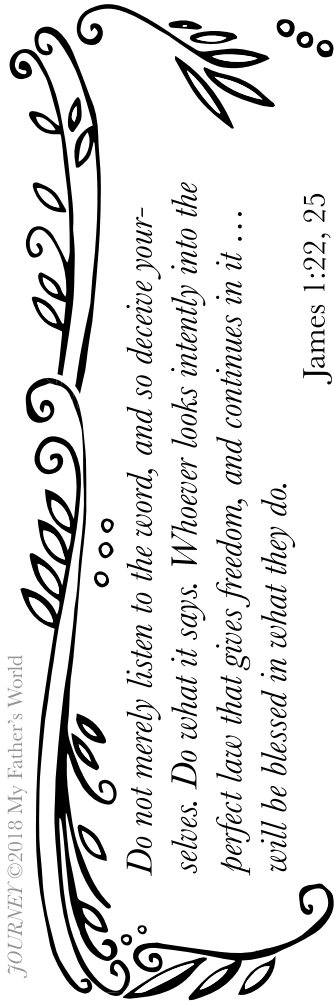 JOURNEY ©2018 My Father's World
Do not merely listen to the word, and so deceive your-
selves. Do what it says. Whoever looks intently into the
perfect law that gives freedom, and continues in it …
will be blessed in what they do.
James 1:22, 25